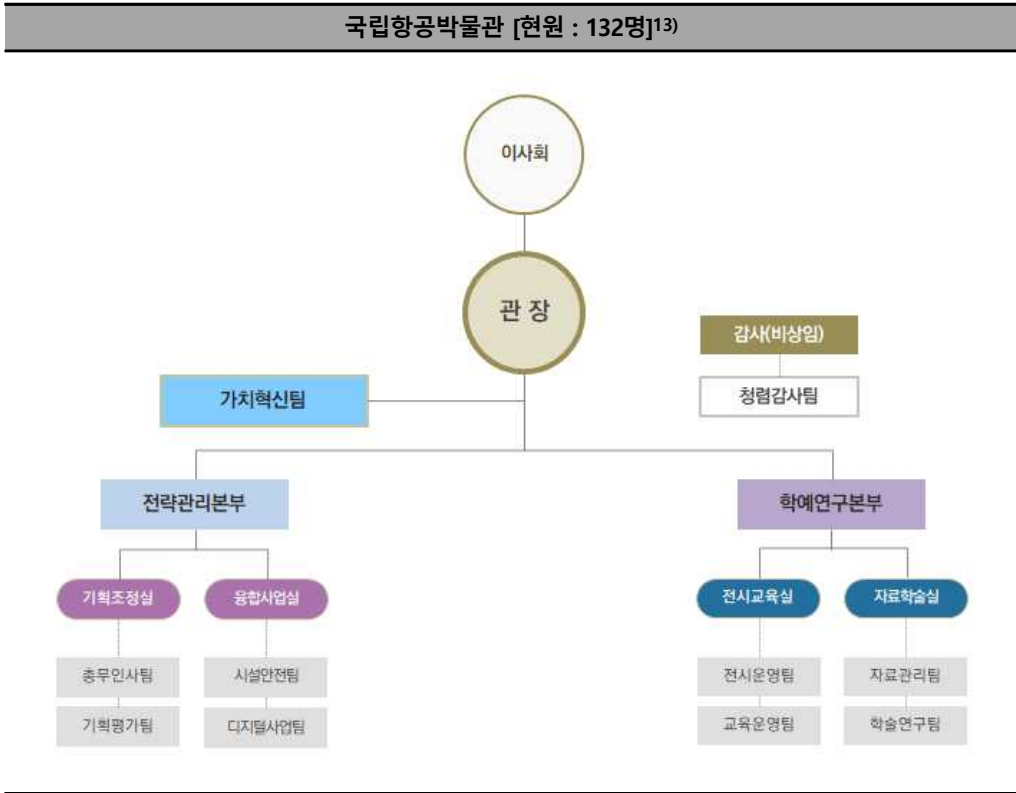 국립항공박물관 [현원 : 132명]13)
이사회
관 장
감사(비상임)
가치혁신팀
청렴감사팀
전략관리본부
학예연구본부
기획조정실
융합사업실
전시교육실
자료학술실
총무인사팀
시설안전팀
전시운영팀
자료관리팀
기획평가팀
디지털사업팀
교육운영팀
학술연구팀